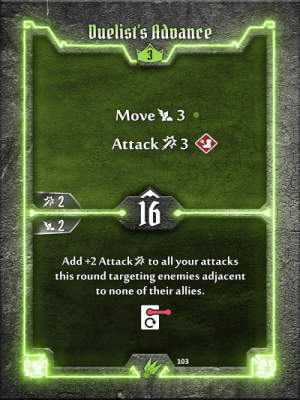 Duelist's Advance
3
Move 3
Attack 3
2
16
2
Add +2 Attack to all your attacks
this round targeting enemies adjacent
to none of their allies.
103